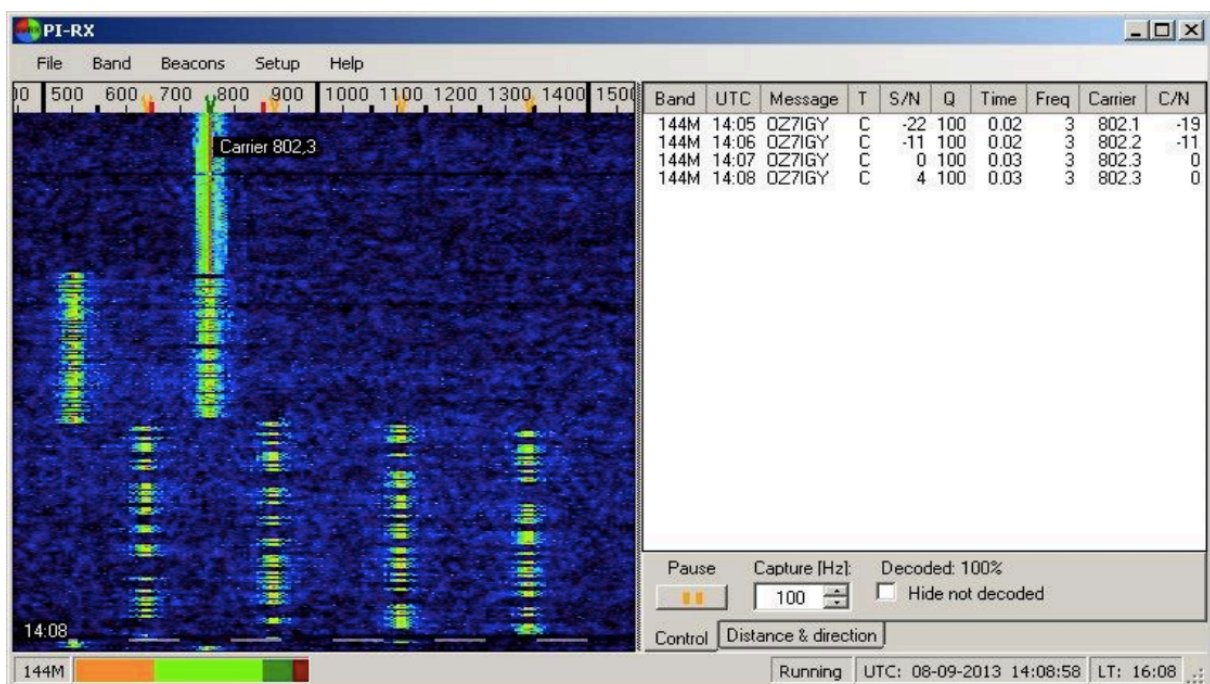 PI-RX
File Band Beacons Setup Help
500 600 700 800 900 1000 1100 1200 1300 1400 1500
Carrier 802,3
14:08
Band UTC Message T S/N Q Time Freq Carrier C/N
144M 14:05 OZ7IGY C -22 100 0.02 3 802.1 -19
144M 14:06 OZ7IGY C -11 100 0.02 3 802.2 -11
144M 14:07 OZ7IGY C 0 100 0.03 3 802.3 0
144M 14:08 OZ7IGY C 4 100 0.03 3 802.3 0
Pause Capture [Hz]: Decoded: 100%
100 Hide not decoded
Control Distance & direction
144M Running UTC: 08-09-2013 14:08:58 LT: 16:08